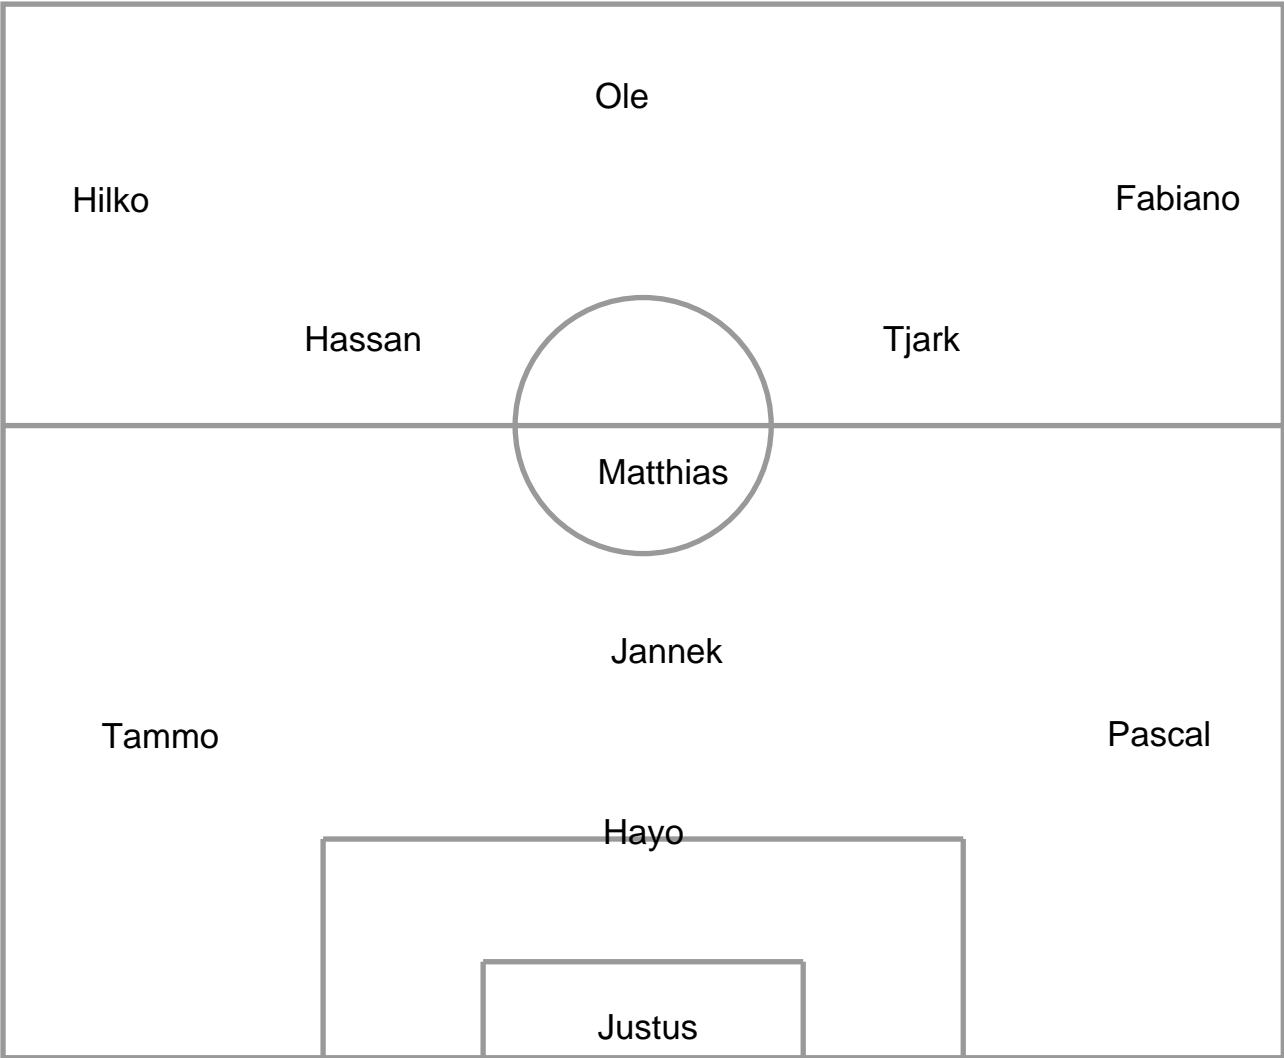 Ole
Hilko
Fabiano
Hassan
Tjark
Matthias
Jannek
Tammo
Pascal
Hayo
Justus